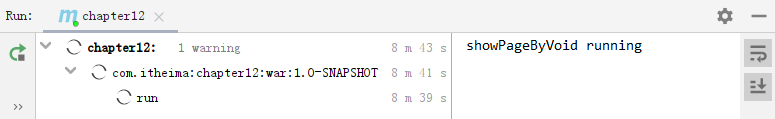 Run: chapter12
chapter12: 1 warning 8 m 43 s
com.itheima:chapter12:war:1.0-SNAPSHOT 8 m 41 s
run 8 m 39 s
showPageByVoid running